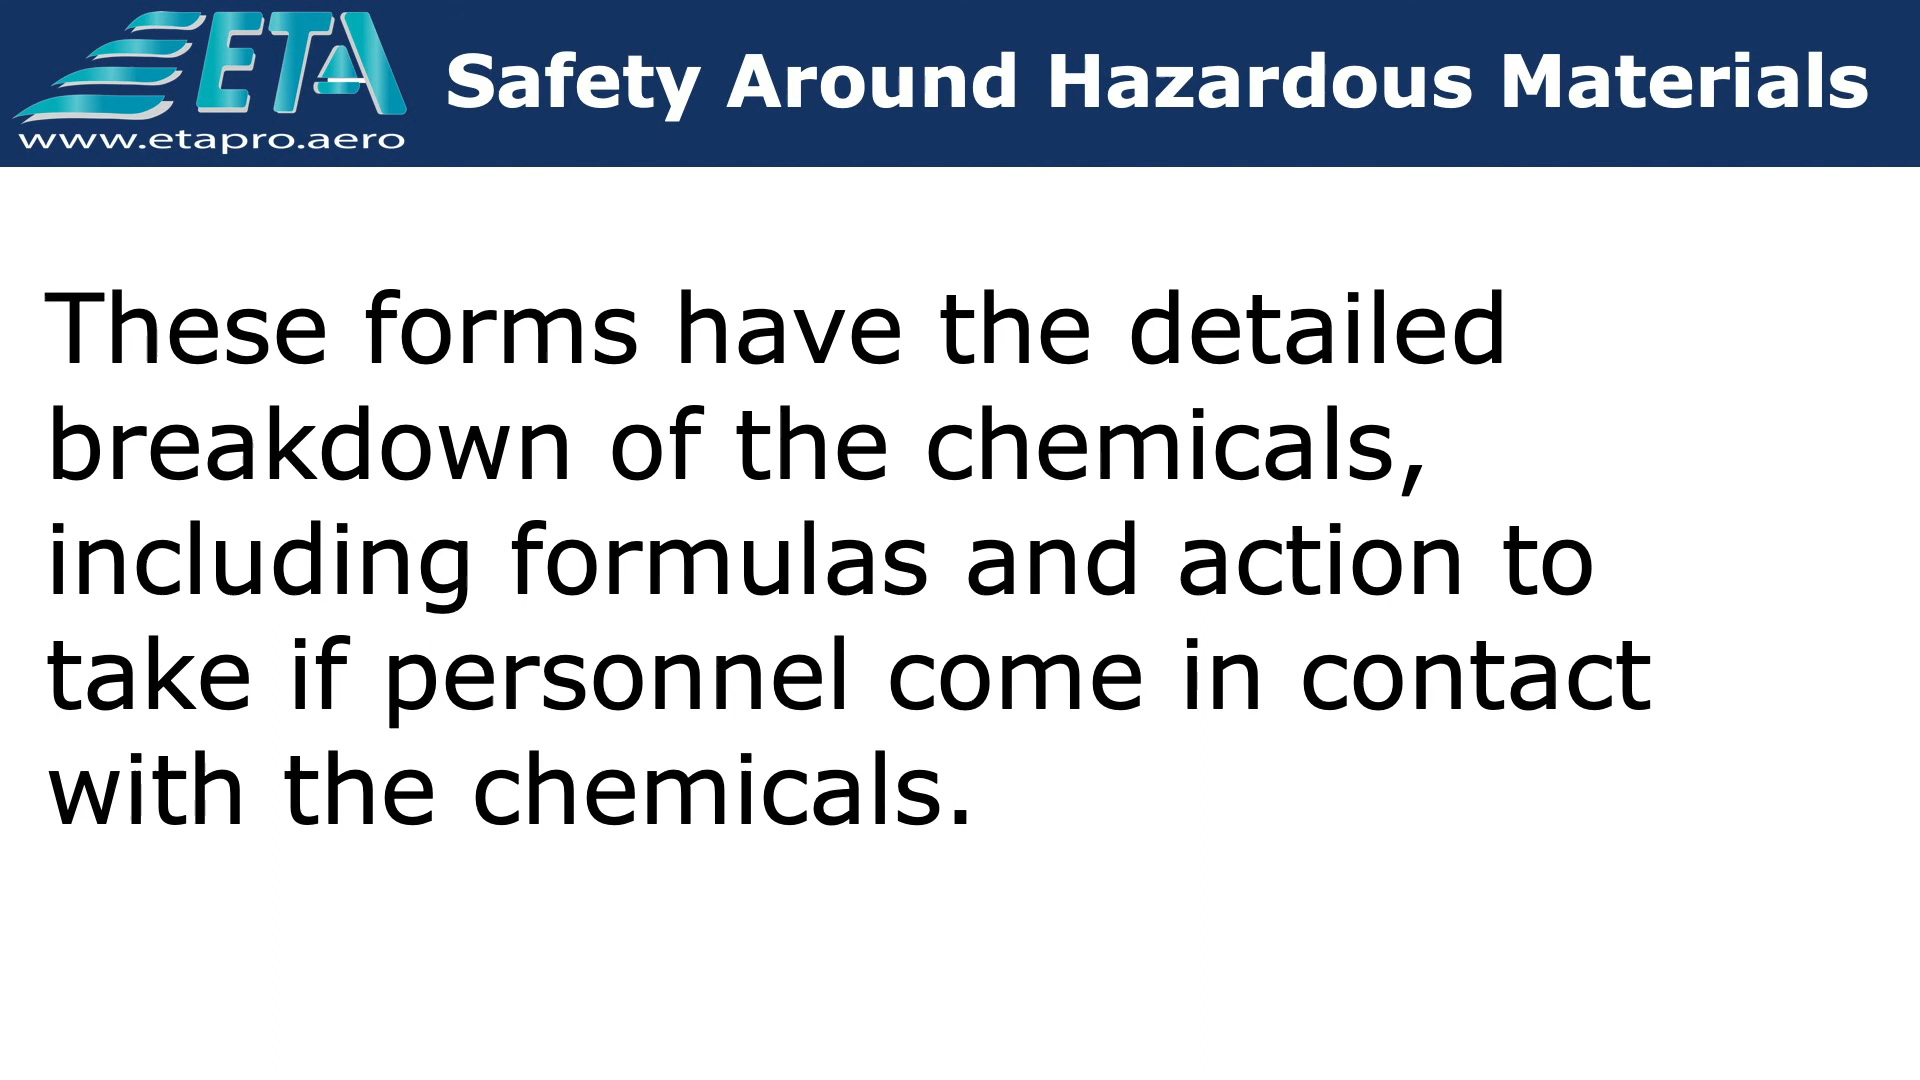 ETA
www.etapro.aero
Safety Around Hazardous Materials
These forms have the detailed
breakdown of the chemicals,
including formulas and action to
take if personnel come in contact
with the chemicals.